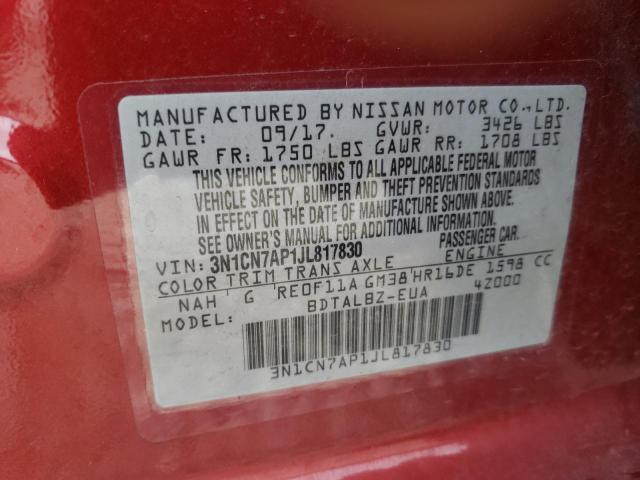 MANUFACTURED BY NISSAN MOTOR CO.,LTD.
DATE: 09/17. GVWR: 3426 LBS
GAWR FR: 1750 LBS GAWR RR: 1708 LBS
THIS VEHICLE CONFORMS TO ALL APPLICABLE FEDERAL MOTOR
VEHICLE SAFETY, BUMPER AND THEFT PREVENTION STANDARDS
IN EFFECT ON THE DATE OF MANUFACTURE SHOWN ABOVE.
SEE OWNER'S MANUAL FOR ADDITIONAL INFORMATION.
VIN: 3N1CN7AP1JL817830 PASSENGER CAR.
COLOR TRIM TRANS AXLE ENGINE
NAH G RE0F11A GM38 HR16DE 1598 CC
MODEL: BDTALBZ-EUA 4Z000
3N1CN7AP1JL817830